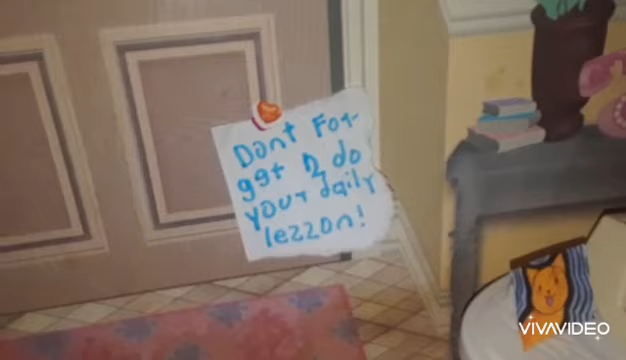 Dont For-
get 2 do
your daily
lezzon!
VIVAVIDEO